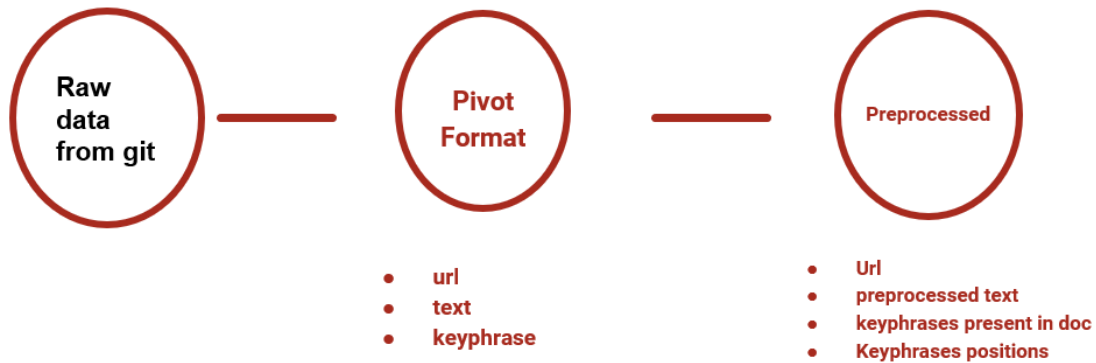 Raw
data
from git
Pivot
Format
Preprocessed
● url
● text
● keyphrase
● Url
● preprocessed text
● keyphrases present in doc
● Keyphrases positions